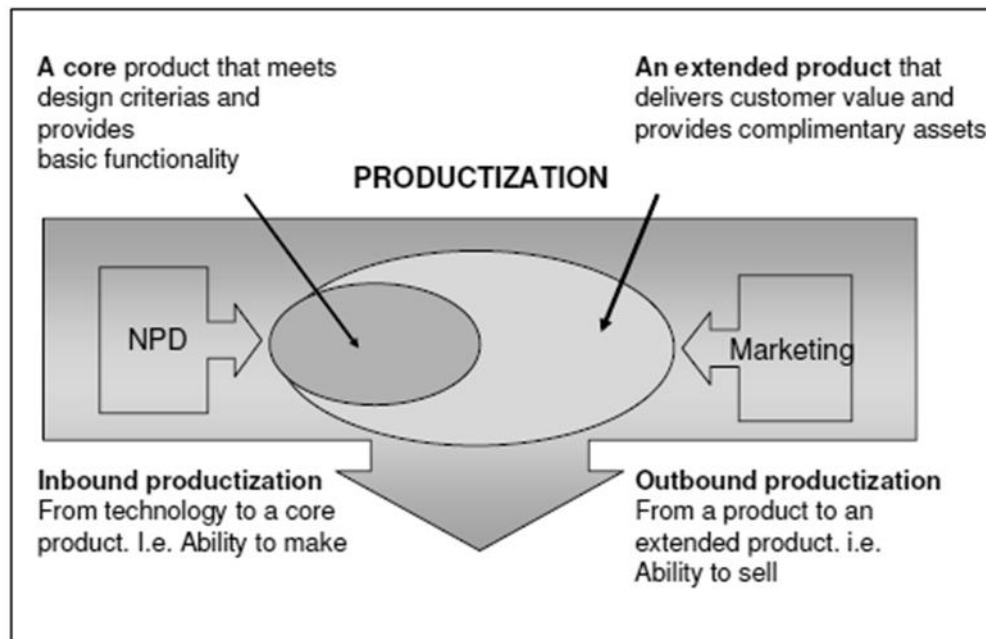 A core product that meets
design criterias and
provides
basic functionality
An extended product that
delivers customer value and
provides complimentary assets
PRODUCTIZATION
NPD
Marketing
Inbound productization
From technology to a core
product. I.e. Ability to make
Outbound productization
From a product to an
extended product. i.e.
Ability to sell